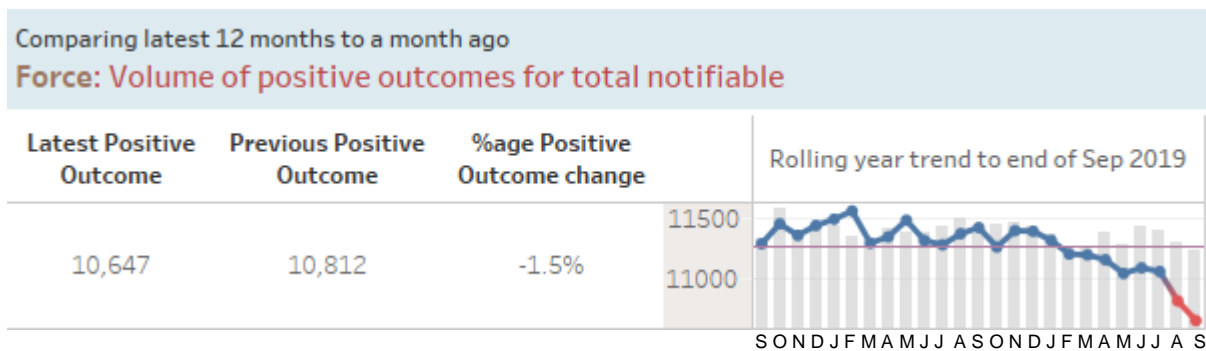 Comparing latest 12 months to a month ago
Force: Volume of positive outcomes for total notifiable
Latest Positive Outcome
Previous Positive Outcome
%age Positive Outcome change
Rolling year trend to end of Sep 2019
10,647
10,812
-1.5%
11500
11000
S O N D J F M A M J J A S O N D J F M A M J J A S